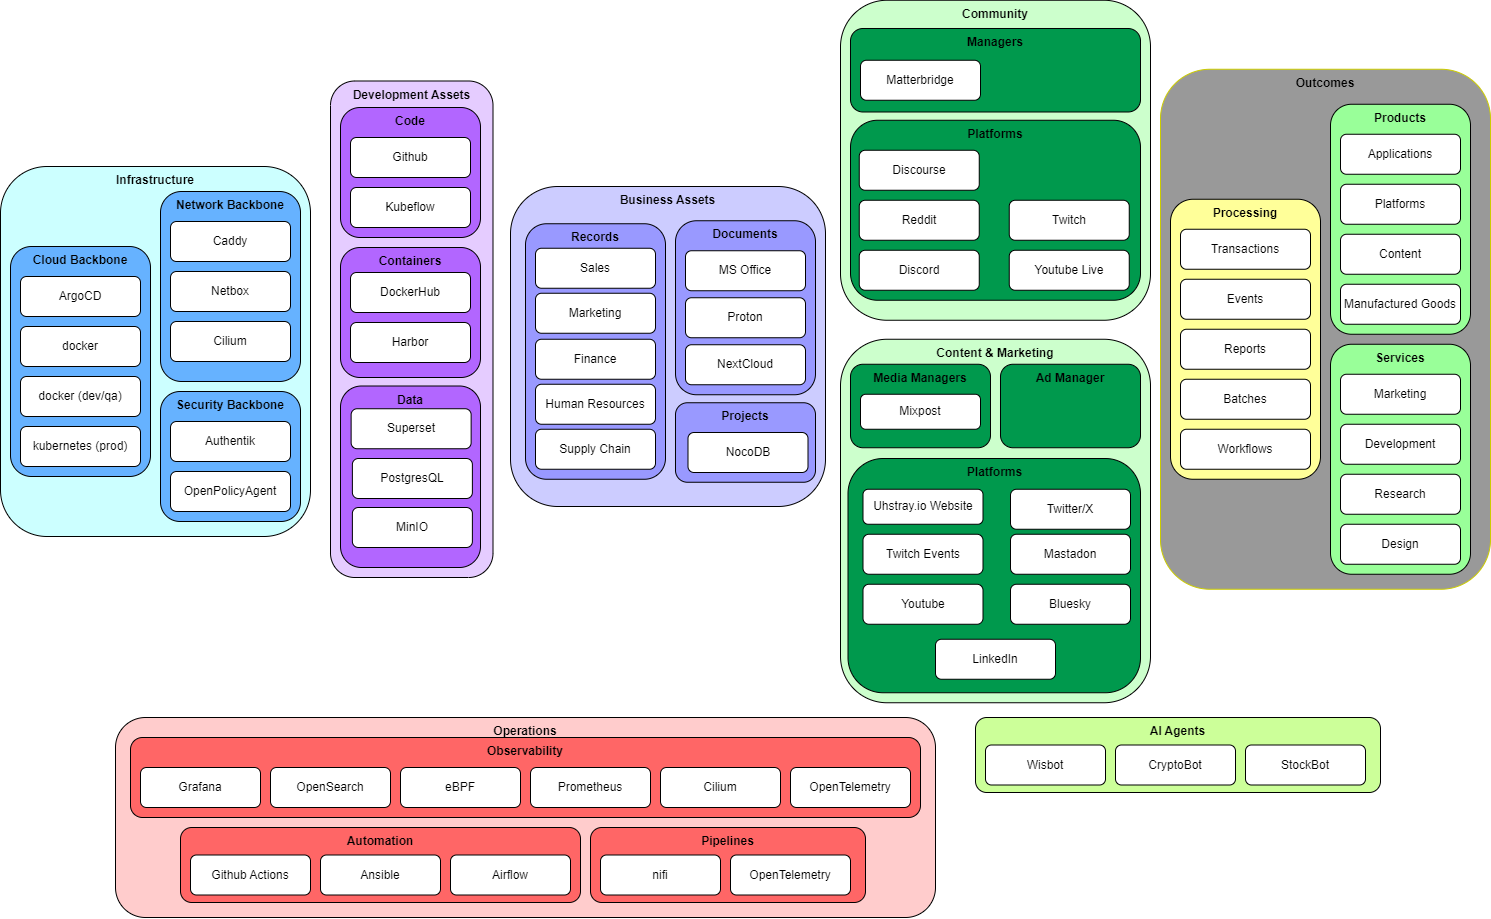 Infrastructure
Cloud Backbone
ArgoCD
docker
docker (dev/qa)
kubernetes (prod)
Network Backbone
Caddy
Netbox
Cilium
Security Backbone
Authentik
OpenPolicyAgent
Development Assets
Code
Github
Kubeflow
Containers
DockerHub
Harbor
Data
Superset
PostgresQL
MinIO
Business Assets
Records
Sales
Marketing
Finance
Human Resources
Supply Chain
Documents
MS Office
Proton
NextCloud
Projects
NocoDB
Community
Managers
Matterbridge
Platforms
Discourse
Reddit
Twitch
Discord
Youtube Live
Content & Marketing
Media Managers
Mixpost
Ad Manager
Platforms
Uhstray.io Website
Twitter/X
Twitch Events
Mastadon
Youtube
Bluesky
LinkedIn
Outcomes
Processing
Transactions
Events
Reports
Batches
Workflows
Products
Applications
Platforms
Content
Manufactured Goods
Services
Marketing
Development
Research
Design
Operations
Observability
Grafana
OpenSearch
eBPF
Prometheus
Cilium
OpenTelemetry
Automation
Github Actions
Ansible
Airflow
Pipelines
nifi
OpenTelemetry
AI Agents
Wisbot
CryptoBot
StockBot